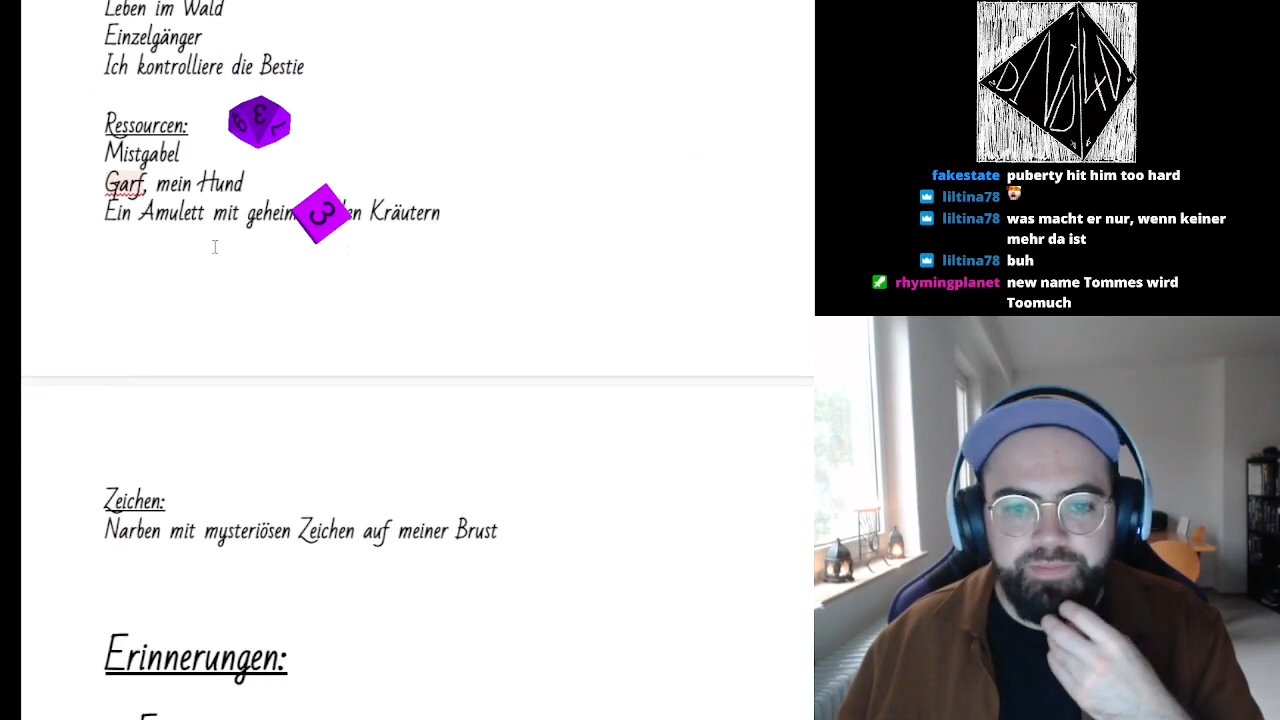 Leben im Wald
Einzelgänger
Ich kontrolliere die Bestie
Ressourcen:
Mistgabel
Garf, mein Hund
Ein Amulett mit Kräutern
Zeichen:
Narben mit mysteriösen Zeichen auf meiner Brust
Erinnerungen:
3
3
fakestate puberty hit him too hard
liltina78
liltina78 was macht er nur, wenn keiner
mehr da ist
liltina78 buh
rhymingplanet new name Tommes wird
Toomuch